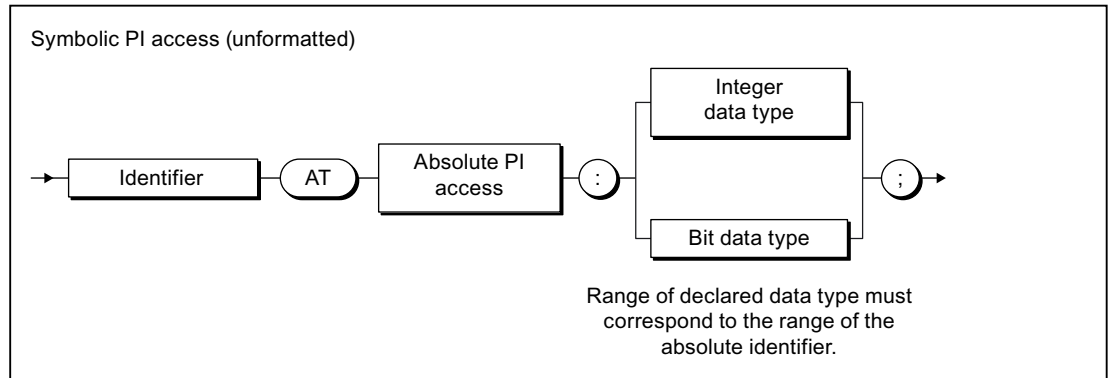 Symbolic PI access (unformatted)
Integer
data type
Identifier
AT
Absolute PI
access
:
;
Bit data type
Range of declared data type must
correspond to the range of the
absolute identifier.